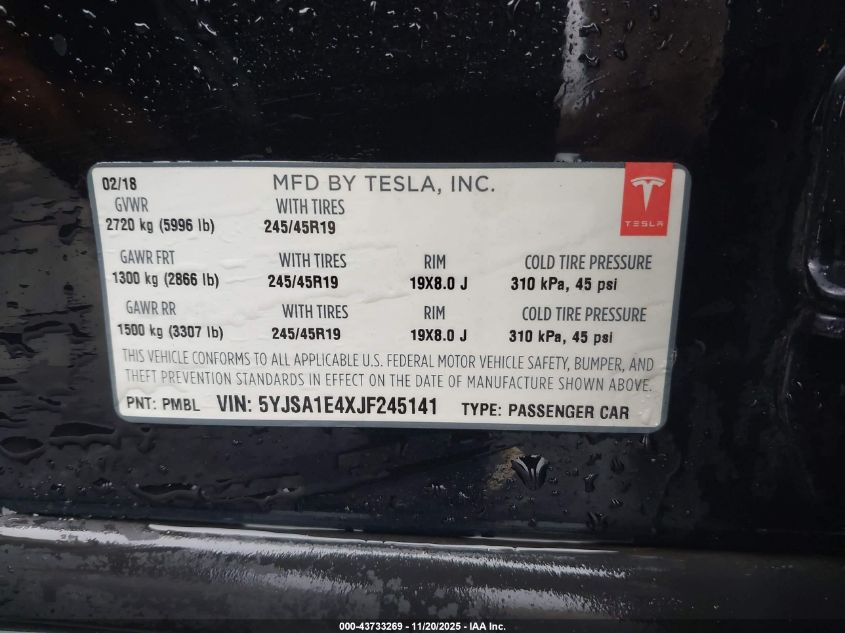 02/18 MFD BY TESLA, INC.
GVWR WITH TIRES
2720 kg (5996 lb) 245/45R19
TESLA
GAWR FRT WITH TIRES RIM COLD TIRE PRESSURE
1300 kg (2866 lb) 245/45R19 19X8.0 J 310 kPa, 45 psi
GAWR RR WITH TIRES RIM COLD TIRE PRESSURE
1500 kg (3307 lb) 245/45R19 19X8.0 J 310 kPa, 45 psi
THIS VEHICLE CONFORMS TO ALL APPLICABLE U.S. FEDERAL MOTOR VEHICLE SAFETY, BUMPER, AND
THEFT PREVENTION STANDARDS IN EFFECT ON THE DATE OF MANUFACTURE SHOWN ABOVE.
PNT: PMBL VIN: 5YJSA1E4XJF245141 TYPE: PASSENGER CAR
000-43733269 - 11/20/2025 - IAA Inc.